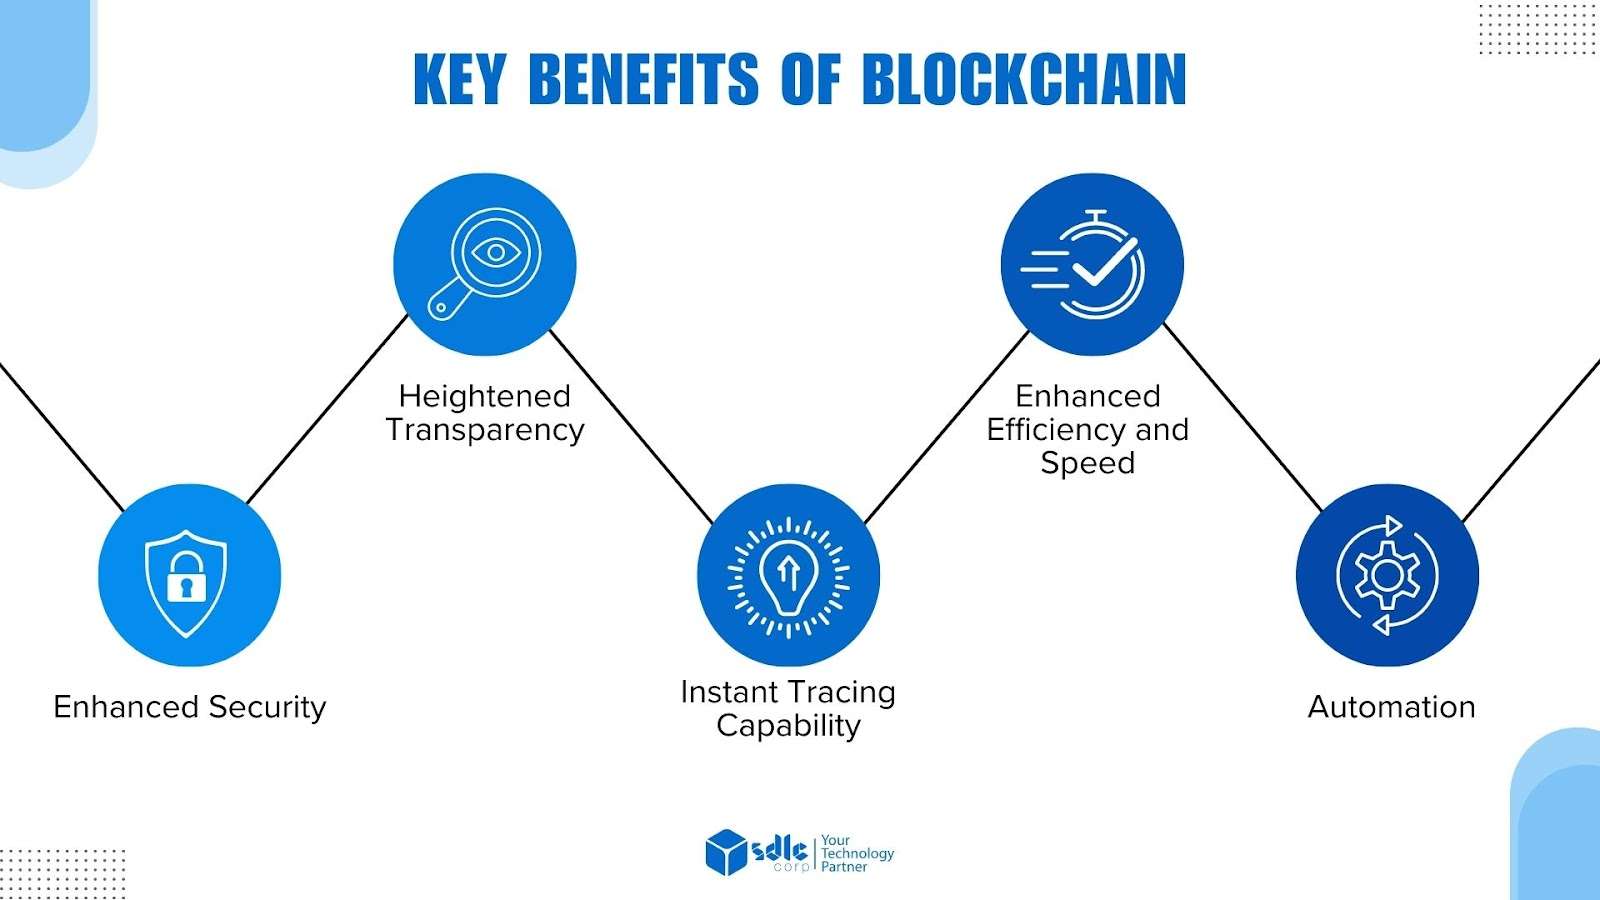 KEY BENEFITS OF BLOCKCHAIN
Heightened
Transparency
Enhanced
Efficiency and
Speed
Enhanced Security
Instant Tracing
Capability
Automation
sdlc
corp
Your
Technology
Partner